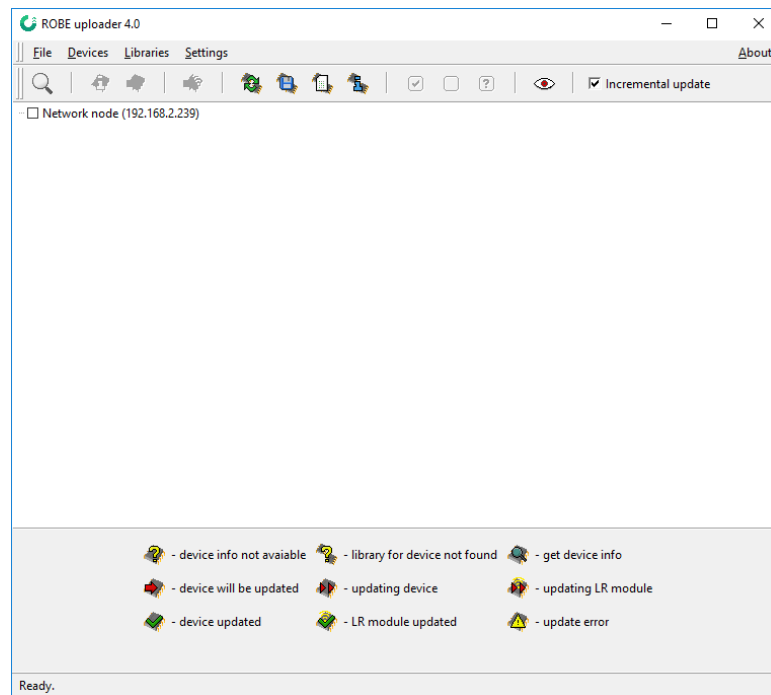 ROBE uploader 4.0
File Devices Libraries Settings About
Incremental update
Network node (192.168.2.239)
- device info not avaiable - library for device not found - get device info
- device will be updated - updating device - updating LR module
- device updated - LR module updated - update error
Ready.